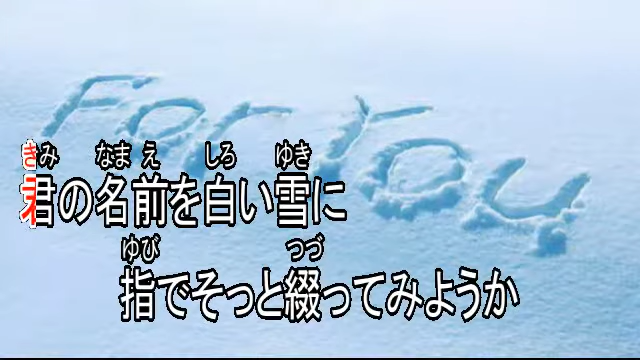 For You
きみ なまえ しろ ゆき
君の名前を白い雪に
ゆび つづ
指でそっと綴ってみようか